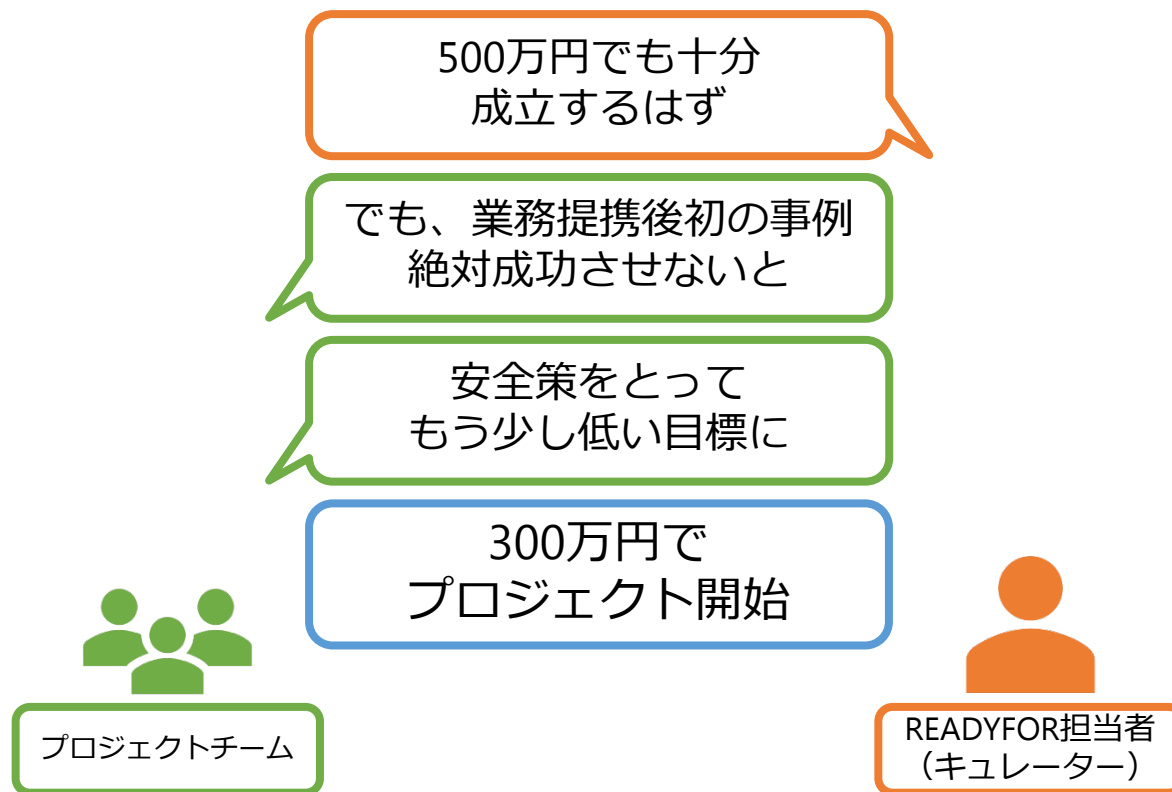 500万円でも十分
成立するはず
でも、業務提携後初の事例
絶対成功させないと
安全策をとって
もう少し低い目標に
300万円で
プロジェクト開始
プロジェクトチーム
READYFOR担当者
（キュレーター）